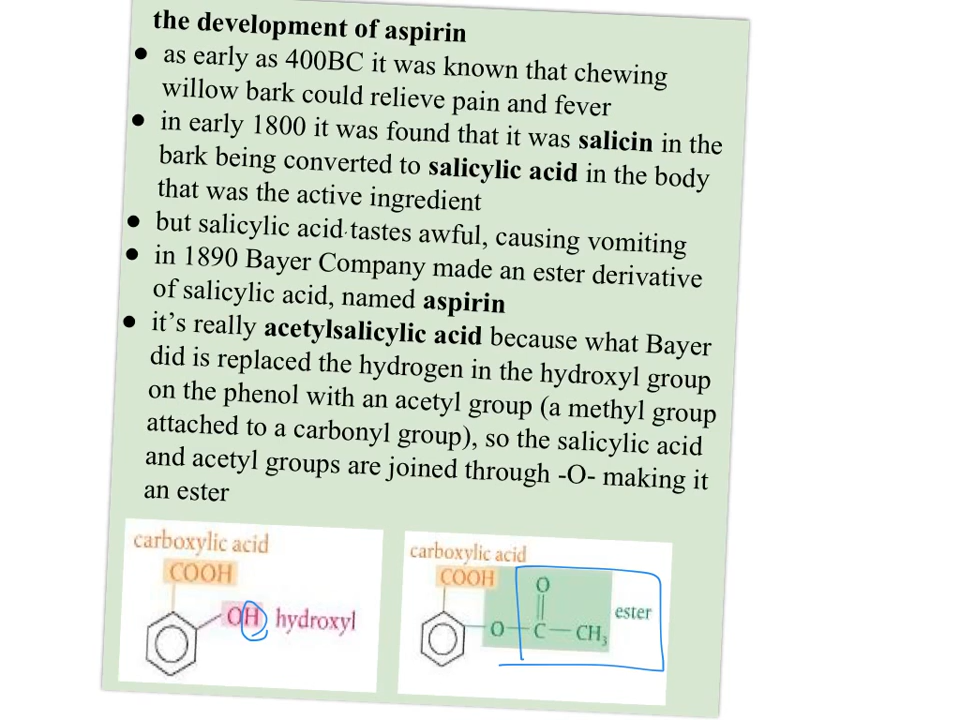 the development of aspirin
● as early as 400BC it was known that chewing
willow bark could relieve pain and fever
● in early 1800 it was found that it was salicin in the
bark being converted to salicylic acid in the body
that was the active ingredient
● but salicylic acid tastes awful, causing vomiting
● in 1890 Bayer Company made an ester derivative
of salicylic acid, named aspirin
● it's really acetylsalicylic acid because what Bayer
did is replaced the hydrogen in the hydroxyl group
on the phenol with an acetyl group (a methyl group
attached to a carbonyl group), so the salicylic acid
and acetyl groups are joined through -O- making it
an ester
carboxylic acid
COOH
OH hydroxyl
carboxylic acid
COOH
O
ester
O—C—CH₃